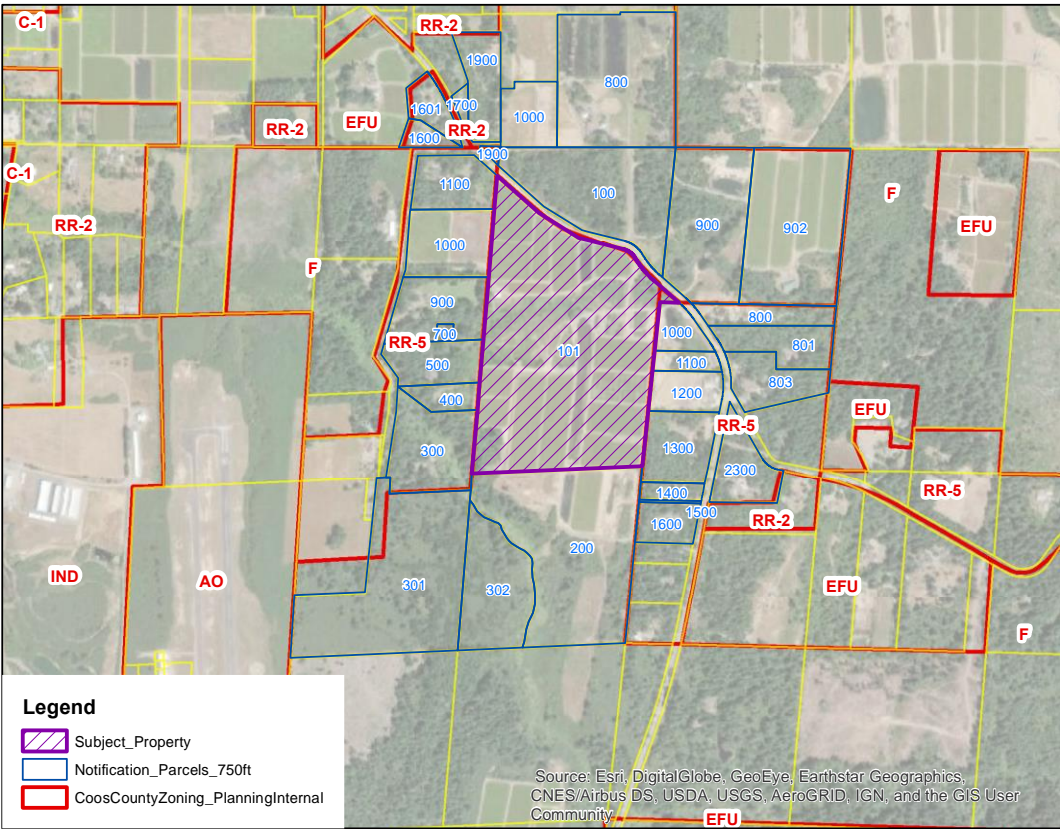 C-1
RR-2
1900
800
1601
1700
1000
RR-2
EFU
RR-2
1600
1900
C-1
1100
100
F
RR-2
EFU
900
902
1000
F
900
800
700
1000
RR-5
801
101
500
1100
803
1200
400
EFU
RR-5
300
1300
2300
RR-5
1400
1500
RR-2
1600
200
IND
AO
301
302
EFU
F
Legend
Subject_Property
Notification_Parcels_750ft
CoosCountyZoning_PlanningInternal
Source: Esri, DigitalGlobe, GeoEye, Earthstar Geographics,
CNES/Airbus DS, USDA, USGS, AeroGRID, IGN, and the GIS User
Community
EFU